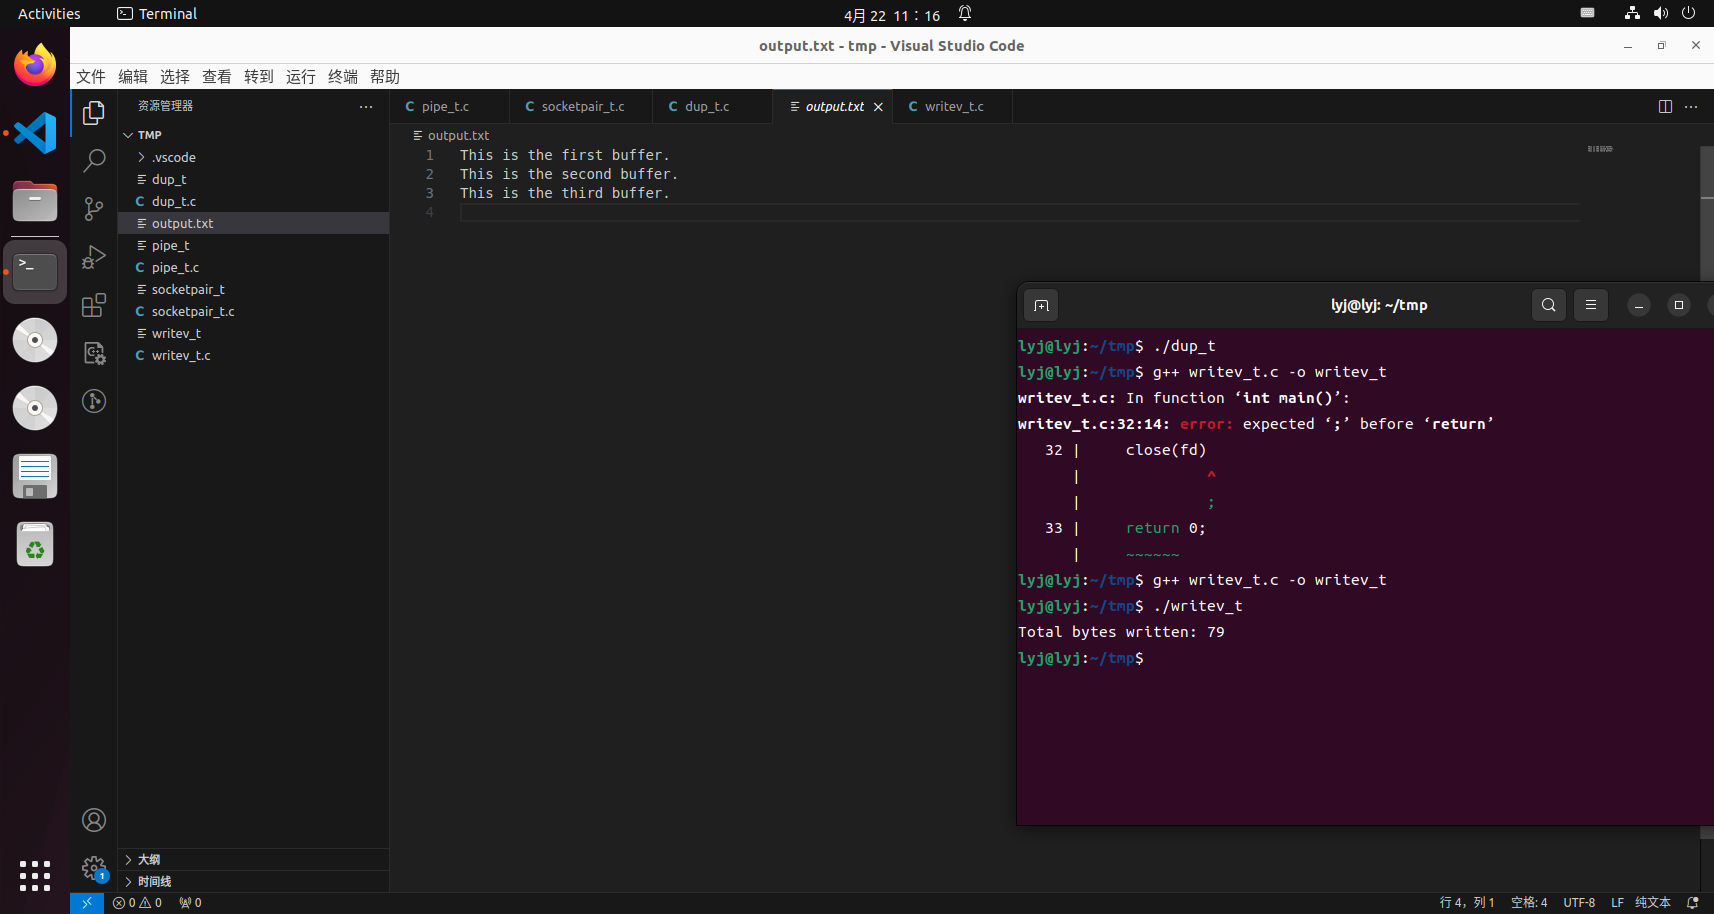 Activities Terminal 4月 22 11：16
output.txt - tmp - Visual Studio Code
文件 编辑 选择 查看 转到 运行 终端 帮助
资源管理器
TMP
.vscode
dup_t
C dup_t.c
output.txt
pipe_t
C pipe_t.c
socketpair_t
C socketpair_t.c
writev_t
C writev_t.c
大纲
时间线
C pipe_t.c C socketpair_t.c C dup_t.c output.txt C writev_t.c
output.txt
1 This is the first buffer.
2 This is the second buffer.
3 This is the third buffer.
4
lyj@lyj: ~/tmp
lyj@lyj:~/tmp$ ./dup_t
lyj@lyj:~/tmp$ g++ writev_t.c -o writev_t
writev_t.c: In function ‘int main()’:
writev_t.c:32:14: error: expected ‘;’ before ‘return’
32 | close(fd)
| ^
| ;
33 | return 0;
| ~~~~~~
lyj@lyj:~/tmp$ g++ writev_t.c -o writev_t
lyj@lyj:~/tmp$ ./writev_t
Total bytes written: 79
lyj@lyj:~/tmp$
1
0 0 0 行 4，列 1 空格: 4 UTF-8 LF 纯文本